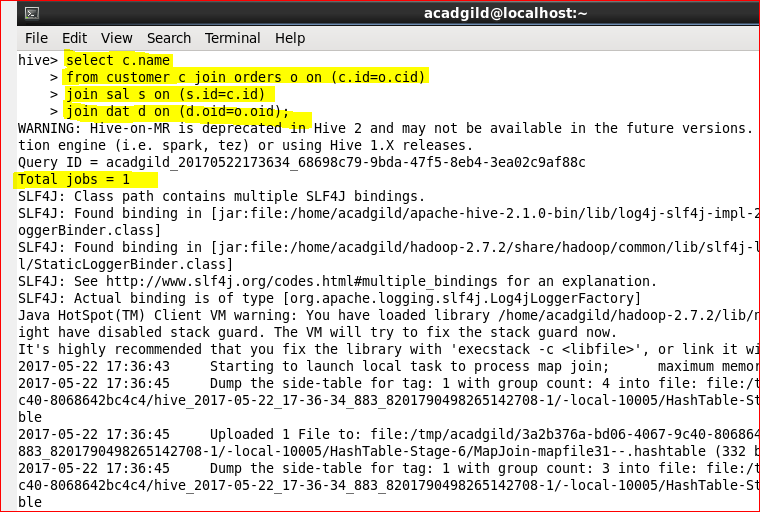 acadgild@localhost:~
File Edit View Search Terminal Help
hive> select c.name
    > from customer c join orders o on (c.id=o.cid)
    > join sal s on (s.id=c.id)
    > join dat d on (d.oid=o.oid);
WARNING: Hive-on-MR is deprecated in Hive 2 and may not be available in the future versions.
tion engine (i.e. spark, tez) or using Hive 1.X releases.
Query ID = acadgild_20170522173634_68698c79-9bda-47f5-8eb4-3ea02c9af88c
Total jobs = 1
SLF4J: Class path contains multiple SLF4J bindings.
SLF4J: Found binding in [jar:file:/home/acadgild/apache-hive-2.1.0-bin/lib/log4j-slf4j-impl-2
oggerBinder.class]
SLF4J: Found binding in [jar:file:/home/acadgild/hadoop-2.7.2/share/hadoop/common/lib/slf4j-l
l/StaticLoggerBinder.class]
SLF4J: See http://www.slf4j.org/codes.html#multiple_bindings for an explanation.
SLF4J: Actual binding is of type [org.apache.logging.slf4j.Log4jLoggerFactory]
Java HotSpot(TM) Client VM warning: You have loaded library /home/acadgild/hadoop-2.7.2/lib/n
ight have disabled stack guard. The VM will try to fix the stack guard now.
It's highly recommended that you fix the library with 'execstack -c <libfile>', or link it wi
2017-05-22 17:36:43     Starting to launch local task to process map join;      maximum memor
2017-05-22 17:36:45     Dump the side-table for tag: 1 with group count: 4 into file: file:/t
c40-8068642bc4c4/hive_2017-05-22_17-36-34_883_8201790498265142708-1/-local-10005/HashTable-St
ble
2017-05-22 17:36:45     Uploaded 1 File to: file:/tmp/acadgild/3a2b376a-bd06-4067-9c40-806864
883_8201790498265142708-1/-local-10005/HashTable-Stage-6/MapJoin-mapfile31--.hashtable (332 b
2017-05-22 17:36:45     Dump the side-table for tag: 1 with group count: 3 into file: file:/t
c40-8068642bc4c4/hive_2017-05-22_17-36-34_883_8201790498265142708-1/-local-10005/HashTable-St
ble